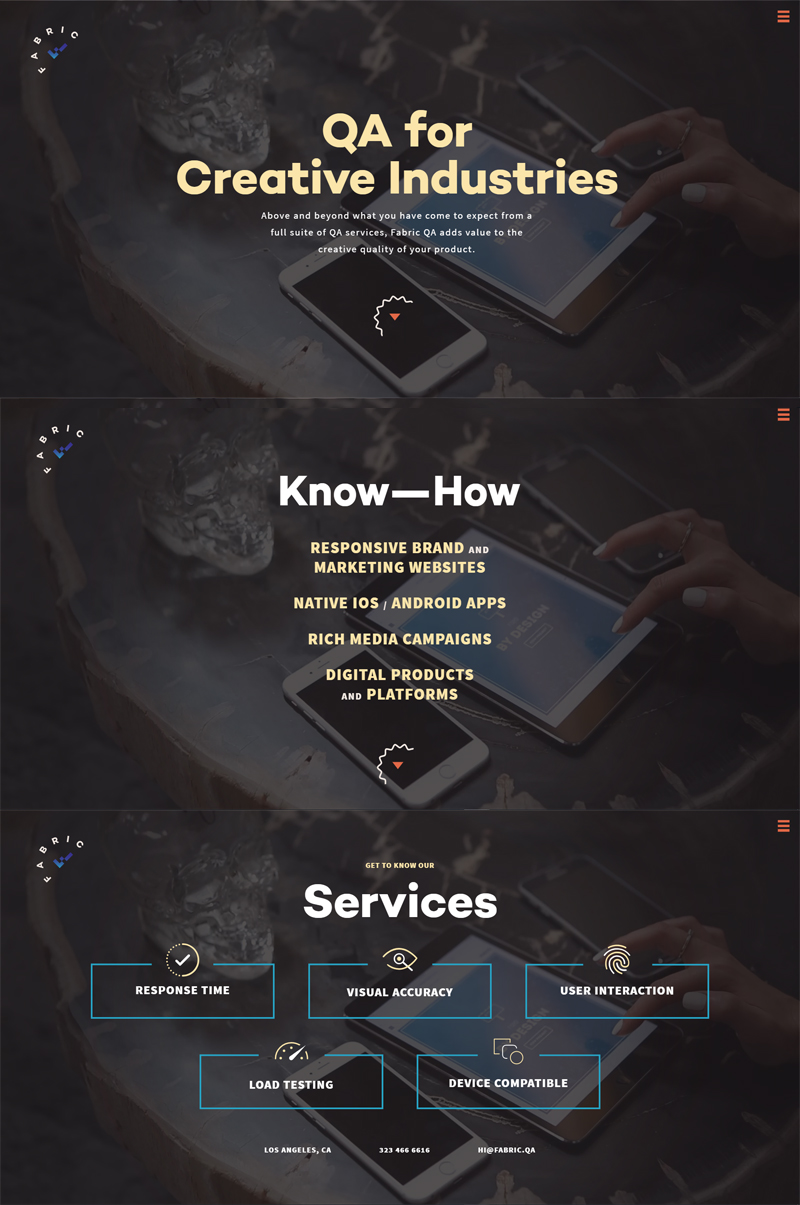 FABRIC
QA for
Creative Industries
Above and beyond what you have come to expect from a
full suite of QA services, Fabric QA adds value to the
creative quality of your product.
FABRIC
Know—How
RESPONSIVE BRAND AND
MARKETING WEBSITES
NATIVE IOS / ANDROID APPS
RICH MEDIA CAMPAIGNS
DIGITAL PRODUCTS
AND PLATFORMS
BY DESIGN
FABRIC
GET TO KNOW OUR
Services
RESPONSE TIME
VISUAL ACCURACY
USER INTERACTION
LOAD TESTING
DEVICE COMPATIBLE
LOS ANGELES, CA
323 466 6616
HI@FABRIC.QA